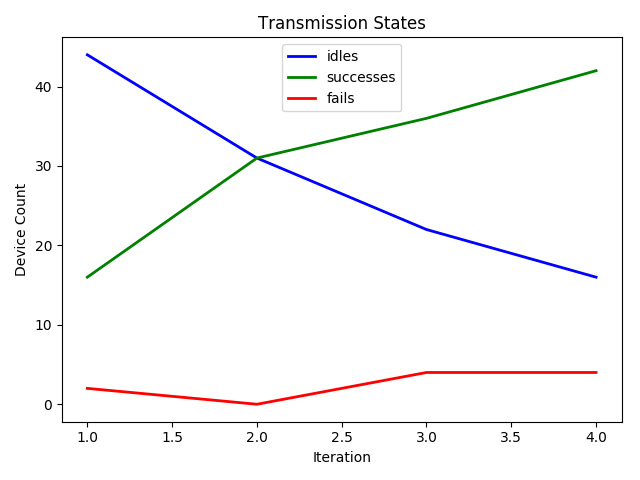 Transmission States
idles
successes
fails
Device Count
40
30
20
10
0
1.0 1.5 2.0 2.5 3.0 3.5 4.0
Iteration